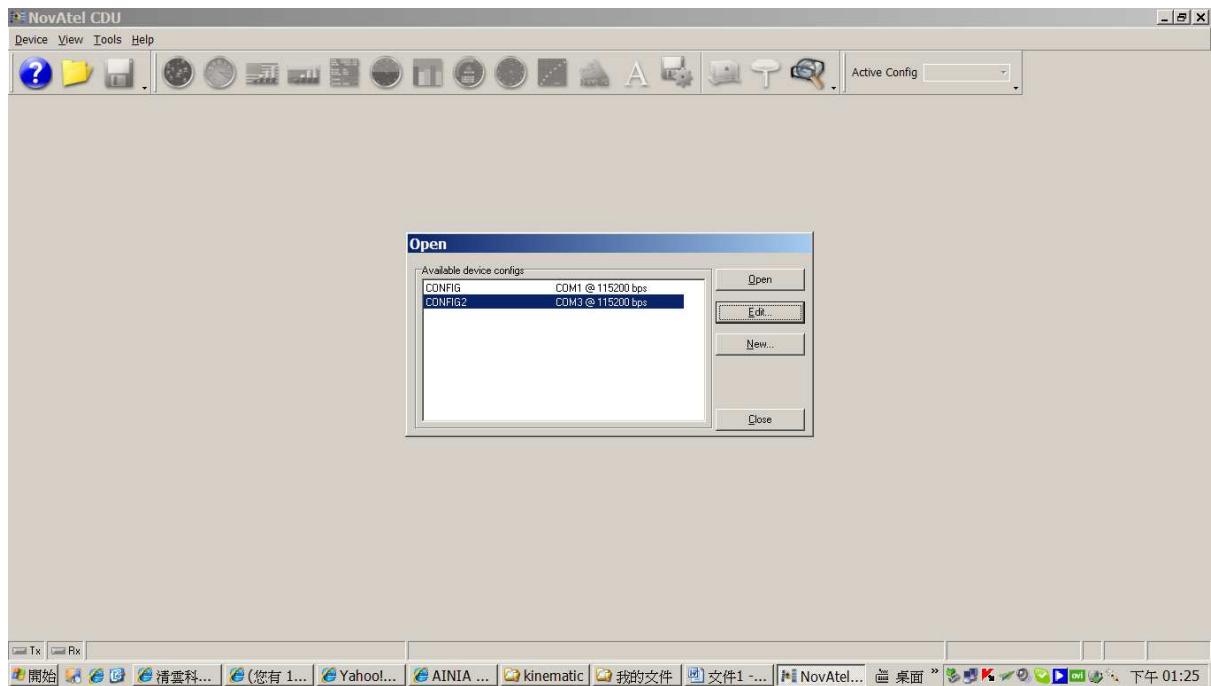 NovAtel CDU
Device View Tools Help
Active Config
Open
Available device configs
CONFIG COM1 @ 115200 bps
CONFIG2 COM3 @ 115200 bps
Open
Edit...
New...
Close
Tx Rx
開始 清雲科... (您有 1... Yahoo!... AINIA ... kinematic 我的文件 文件1 -... NovAtel... 桌面 » 下午 01:25